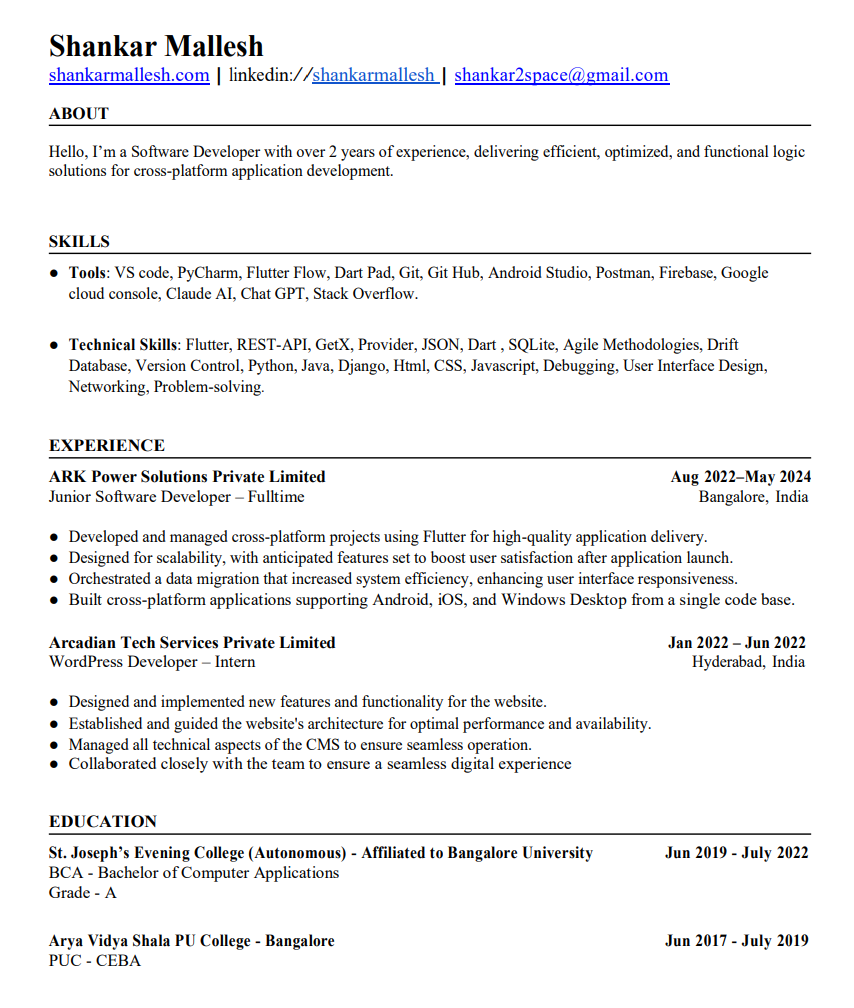 Shankar Mallesh
shankarmallesh.com | linkedin://shankarmallesh | shankar2space@gmail.com
ABOUT
Hello, I’m a Software Developer with over 2 years of experience, delivering efficient, optimized, and functional logic
solutions for cross-platform application development.
SKILLS
● Tools: VS code, PyCharm, Flutter Flow, Dart Pad, Git, Git Hub, Android Studio, Postman, Firebase, Google
cloud console, Claude AI, Chat GPT, Stack Overflow.
● Technical Skills: Flutter, REST-API, GetX, Provider, JSON, Dart , SQLite, Agile Methodologies, Drift
Database, Version Control, Python, Java, Django, Html, CSS, Javascript, Debugging, User Interface Design,
Networking, Problem-solving.
EXPERIENCE
ARK Power Solutions Private Limited Aug 2022–May 2024
Junior Software Developer – Fulltime Bangalore, India
● Developed and managed cross-platform projects using Flutter for high-quality application delivery.
● Designed for scalability, with anticipated features set to boost user satisfaction after application launch.
● Orchestrated a data migration that increased system efficiency, enhancing user interface responsiveness.
● Built cross-platform applications supporting Android, iOS, and Windows Desktop from a single code base.
Arcadian Tech Services Private Limited Jan 2022 – Jun 2022
WordPress Developer – Intern Hyderabad, India
● Designed and implemented new features and functionality for the website.
● Established and guided the website's architecture for optimal performance and availability.
● Managed all technical aspects of the CMS to ensure seamless operation.
● Collaborated closely with the team to ensure a seamless digital experience
EDUCATION
St. Joseph’s Evening College (Autonomous) - Affiliated to Bangalore University Jun 2019 - July 2022
BCA - Bachelor of Computer Applications
Grade - A
Arya Vidya Shala PU College - Bangalore Jun 2017 - July 2019
PUC - CEBA